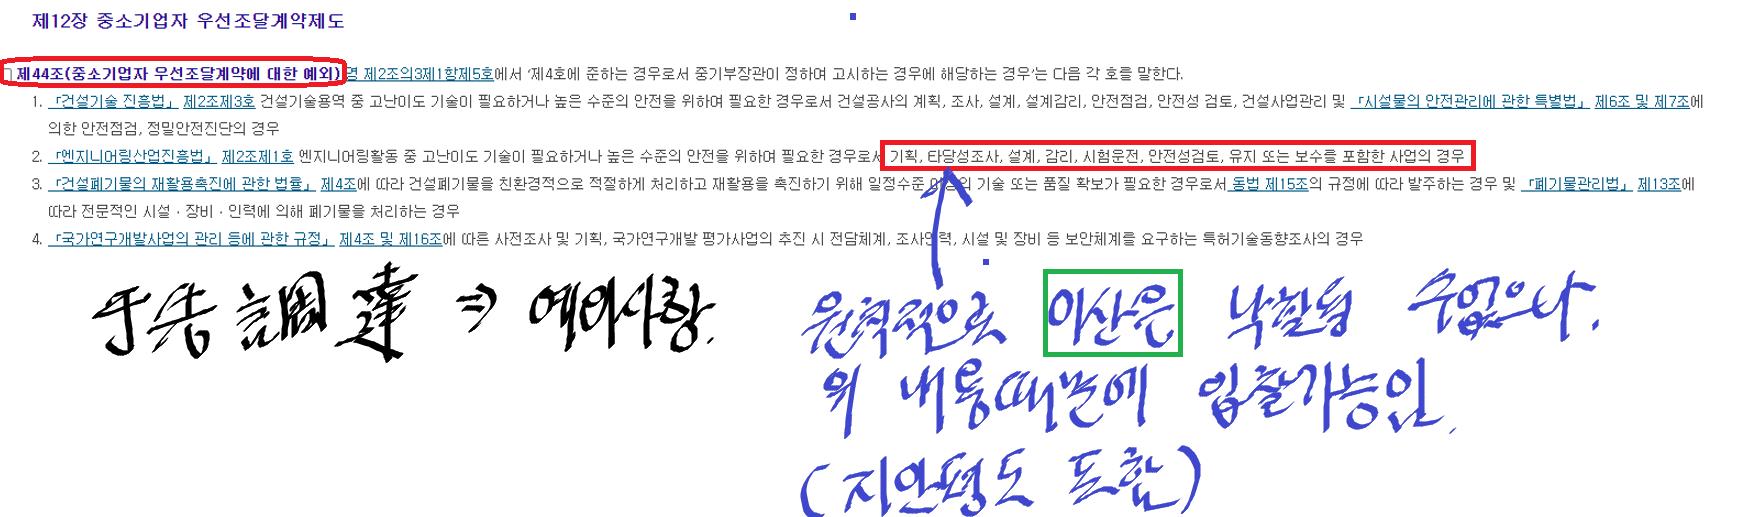 제12장 중소기업자 우선조달계약제도
제44조(중소기업자 우선조달계약에 대한 예외) 영 제2조의3제1항제5호에서 '제4호에 준하는 경우로서 중기부장관이 정하여 고시하는 경우에 해당하는 경우'는 다음 각 호를 말한다.
1. 「건설기술 진흥법」 제2조제3호 건설기술용역 중 고난이도 기술이 필요하거나 높은 수준의 안전을 위하여 필요한 경우로서 건설공사의 계획, 조사, 설계, 설계감리, 안전점검, 안전성 검토, 건설사업관리 및 「시설물의 안전관리에 관한 특별법」 제6조 및 제7조에
의한 안전점검, 정밀안전진단의 경우
2. 「엔지니어링산업진흥법」 제2조제1호 엔지니어링활동 중 고난이도 기술이 필요하거나 높은 수준의 안전을 위하여 필요한 경우로서 기획, 타당성조사, 설계, 감리, 시험운전, 안전성검토, 유지 또는 보수를 포함한 사업의 경우
3. 「건설폐기물의 재활용촉진에 관한 법률」 제4조에 따라 건설폐기물을 친환경적으로 적절하게 처리하고 재활용을 촉진하기 위해 일정수준 이상의 기술 또는 품질 확보가 필요한 경우로서 동법 제15조의 규정에 따라 발주하는 경우 및 「폐기물관리법」 제13조에
따라 전문적인 시설·장비·인력에 의해 폐기물을 처리하는 경우
4. 「국가연구개발사업의 관리 등에 관한 규정」 제4조 및 제16조에 따른 사전조사 및 기획, 국가연구개발 평가사업의 추진 시 전담체계, 조사인력, 시설 및 장비 등 보안체계를 요구하는 특허기술동향조사의 경우
調達 ⇒ 예외사항.
원칙적으로 이산은 낙찰될 수없으나.
위 내용때문에 입찰가능인.
(지안평도 포함)